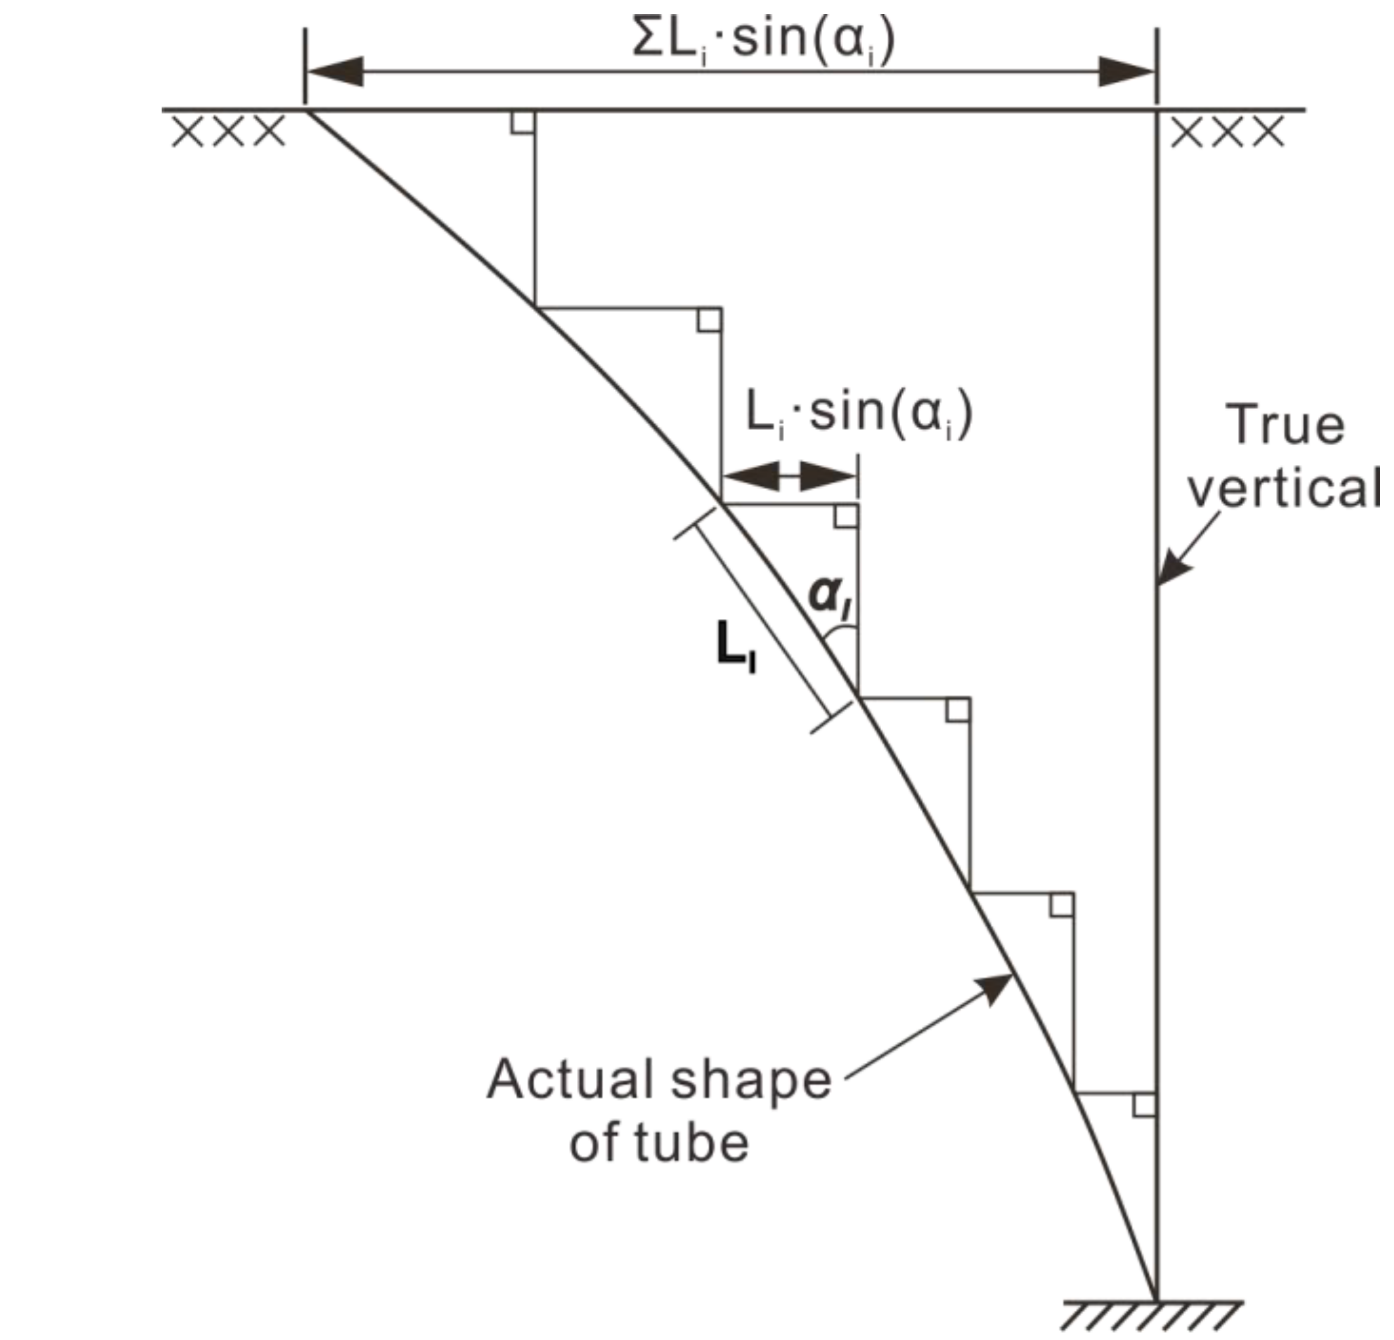 ΣLᵢ·sin(αᵢ)
Lᵢ·sin(αᵢ)
True
vertical
αI
LI
Actual shape
of tube